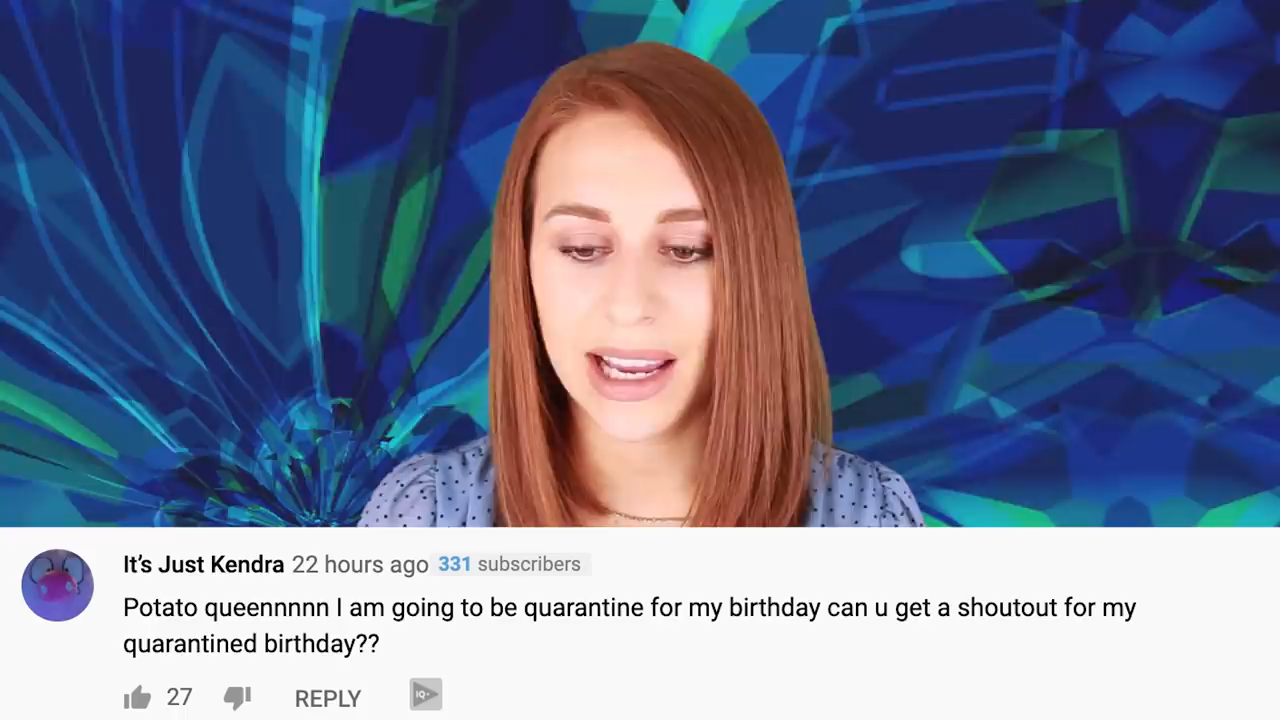 It’s Just Kendra 22 hours ago 331 subscribers
Potato queennnnn I am going to be quarantine for my birthday can u get a shoutout for my
quarantined birthday??
27 REPLY IQ